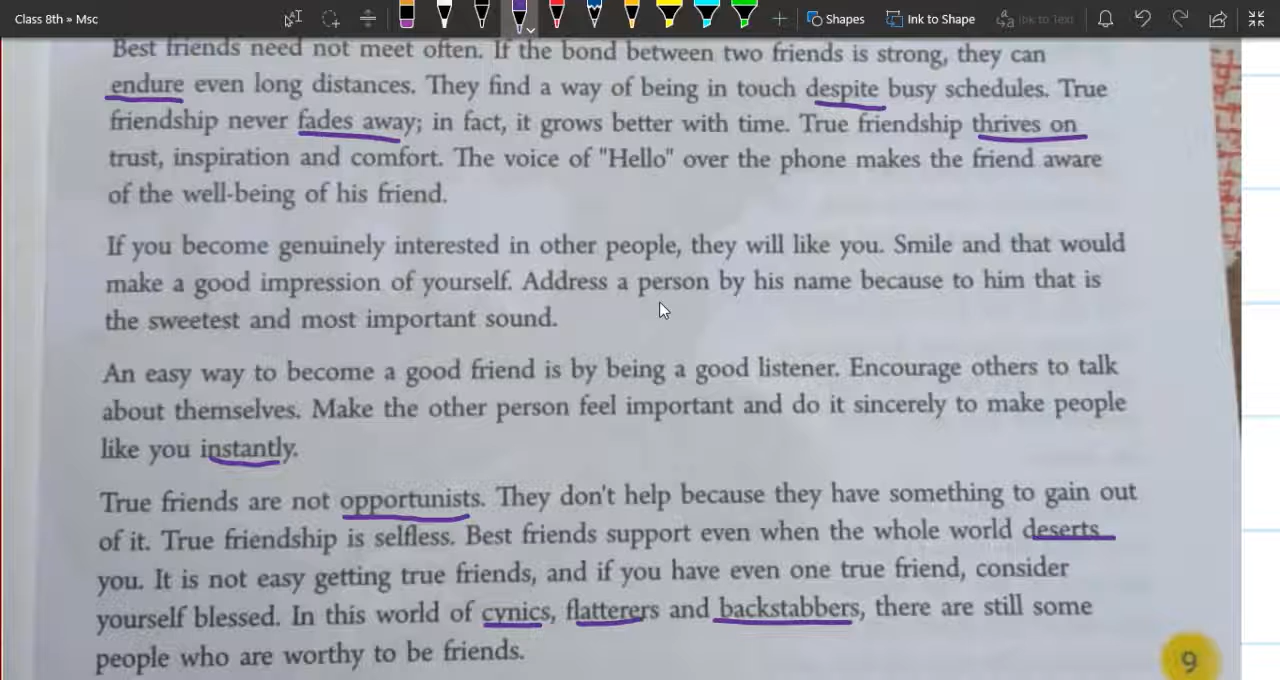 Class 8th » Msc
Shapes
Ink to Shape
Ink to Text
Best friends need not meet often. If the bond between two friends is strong, they can
endure even long distances. They find a way of being in touch despite busy schedules. True
friendship never fades away; in fact, it grows better with time. True friendship thrives on
trust, inspiration and comfort. The voice of "Hello" over the phone makes the friend aware
of the well-being of his friend.
If you become genuinely interested in other people, they will like you. Smile and that would
make a good impression of yourself. Address a person by his name because to him that is
the sweetest and most important sound.
An easy way to become a good friend is by being a good listener. Encourage others to talk
about themselves. Make the other person feel important and do it sincerely to make people
like you instantly.
True friends are not opportunists. They don't help because they have something to gain out
of it. True friendship is selfless. Best friends support even when the whole world deserts
you. It is not easy getting true friends, and if you have even one true friend, consider
yourself blessed. In this world of cynics, flatterers and backstabbers, there are still some
people who are worthy to be friends.
9